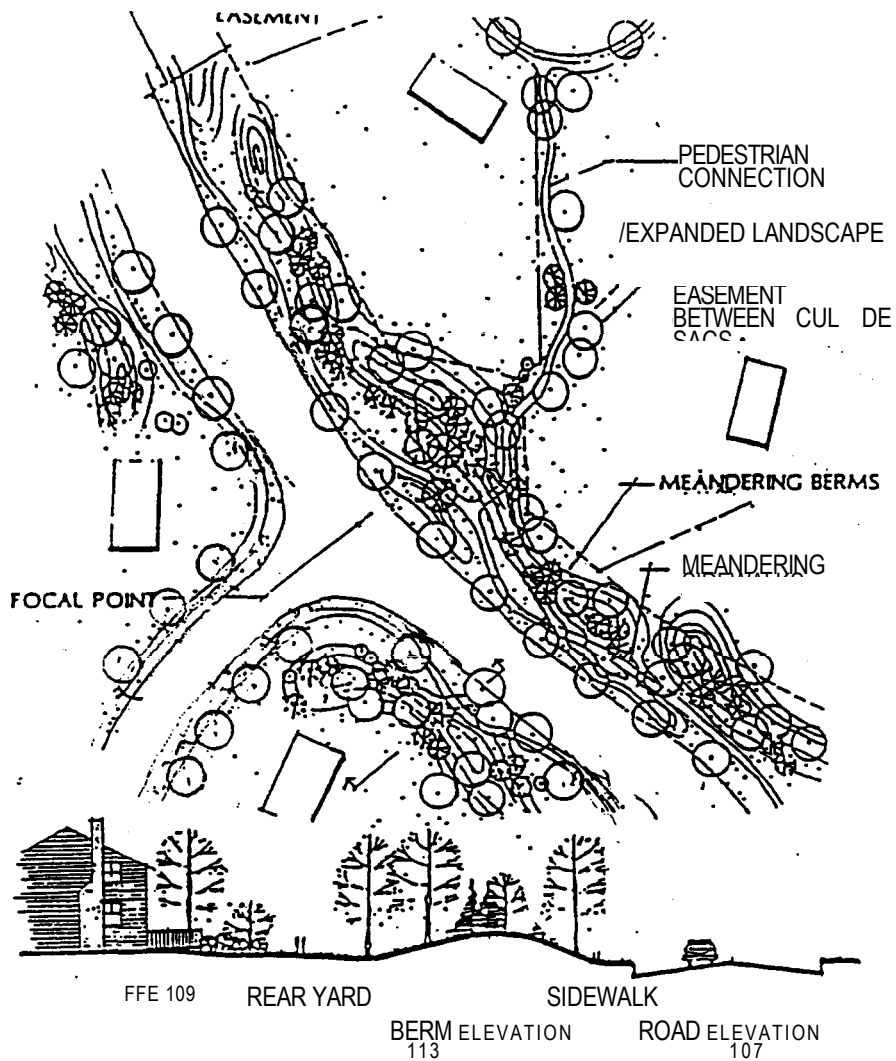 EASEMENT
PEDESTRIAN
CONNECTION
/EXPANDED LANDSCAPE
EASEMENT
BETWEEN CUL DE
SACS
MEANDERING BERMS
MEANDERING
FOCAL POINT
FFE 109 REAR YARD SIDEWALK
BERM ELEVATION ROAD ELEVATION
113 107